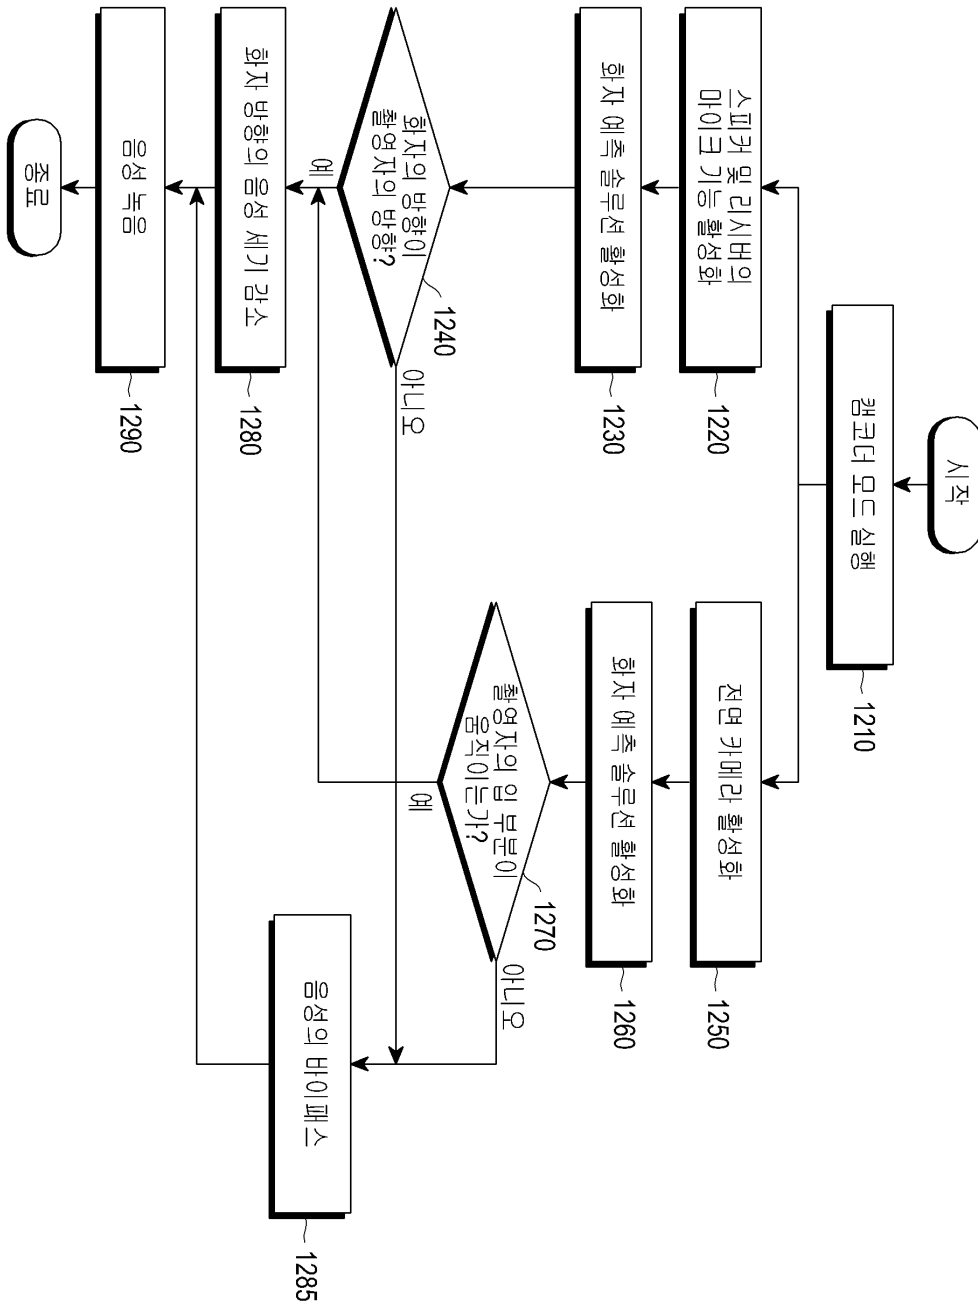 시작
캠코더 모드 실행
1210
스피커 및 리시버의
마이크 기능 활성화
1220
화자 예측 솔루션 활성화
1230
화자의 방향이
촬영자의 방향?
1240
예
아니오
전면 카메라 활성화
1250
화자 예측 솔루션 활성화
1260
촬영자의 입 부분이
움직이는가?
1270
예
아니오
화자 방향의 음성 세기 감소
1280
음성의 바이패스
1285
음성 녹음
1290
종료